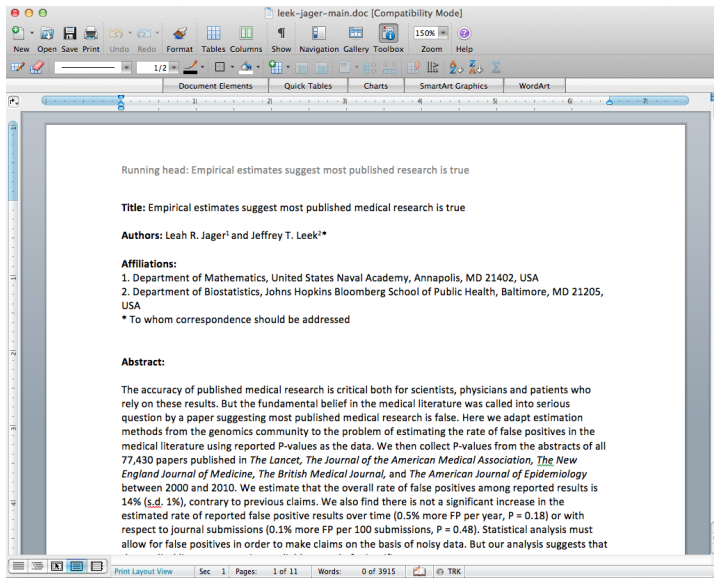 leek-jager-main.doc [Compatibility Mode]
150%
New Open Save Print Undo Redo Format Tables Columns Show Navigation Gallery Toolbox Zoom Help
1/2
Document Elements Quick Tables Charts SmartArt Graphics WordArt
Running head: Empirical estimates suggest most published research is true
Title: Empirical estimates suggest most published medical research is true
Authors: Leah R. Jager1 and Jeffrey T. Leek2*
Affiliations:
1. Department of Mathematics, United States Naval Academy, Annapolis, MD 21402, USA
2. Department of Biostatistics, Johns Hopkins Bloomberg School of Public Health, Baltimore, MD 21205,
USA
* To whom correspondence should be addressed
Abstract:
The accuracy of published medical research is critical both for scientists, physicians and patients who
rely on these results. But the fundamental belief in the medical literature was called into serious
question by a paper suggesting most published medical research is false. Here we adapt estimation
methods from the genomics community to the problem of estimating the rate of false positives in the
medical literature using reported P-values as the data. We then collect P-values from the abstracts of all
77,430 papers published in The Lancet, The Journal of the American Medical Association, The New
England Journal of Medicine, The British Medical Journal, and The American Journal of Epidemiology
between 2000 and 2010. We estimate that the overall rate of false positives among reported results is
14% (s.d. 1%), contrary to previous claims. We also find there is not a significant increase in the
estimated rate of reported false positive results over time (0.5% more FP per year, P = 0.18) or with
respect to journal submissions (0.1% more FP per 100 submissions, P = 0.48). Statistical analysis must
allow for false positives in order to make claims on the basis of noisy data. But our analysis suggests that
Print Layout View Sec 1 Pages: 1 of 11 Words: 0 of 3915 TRK